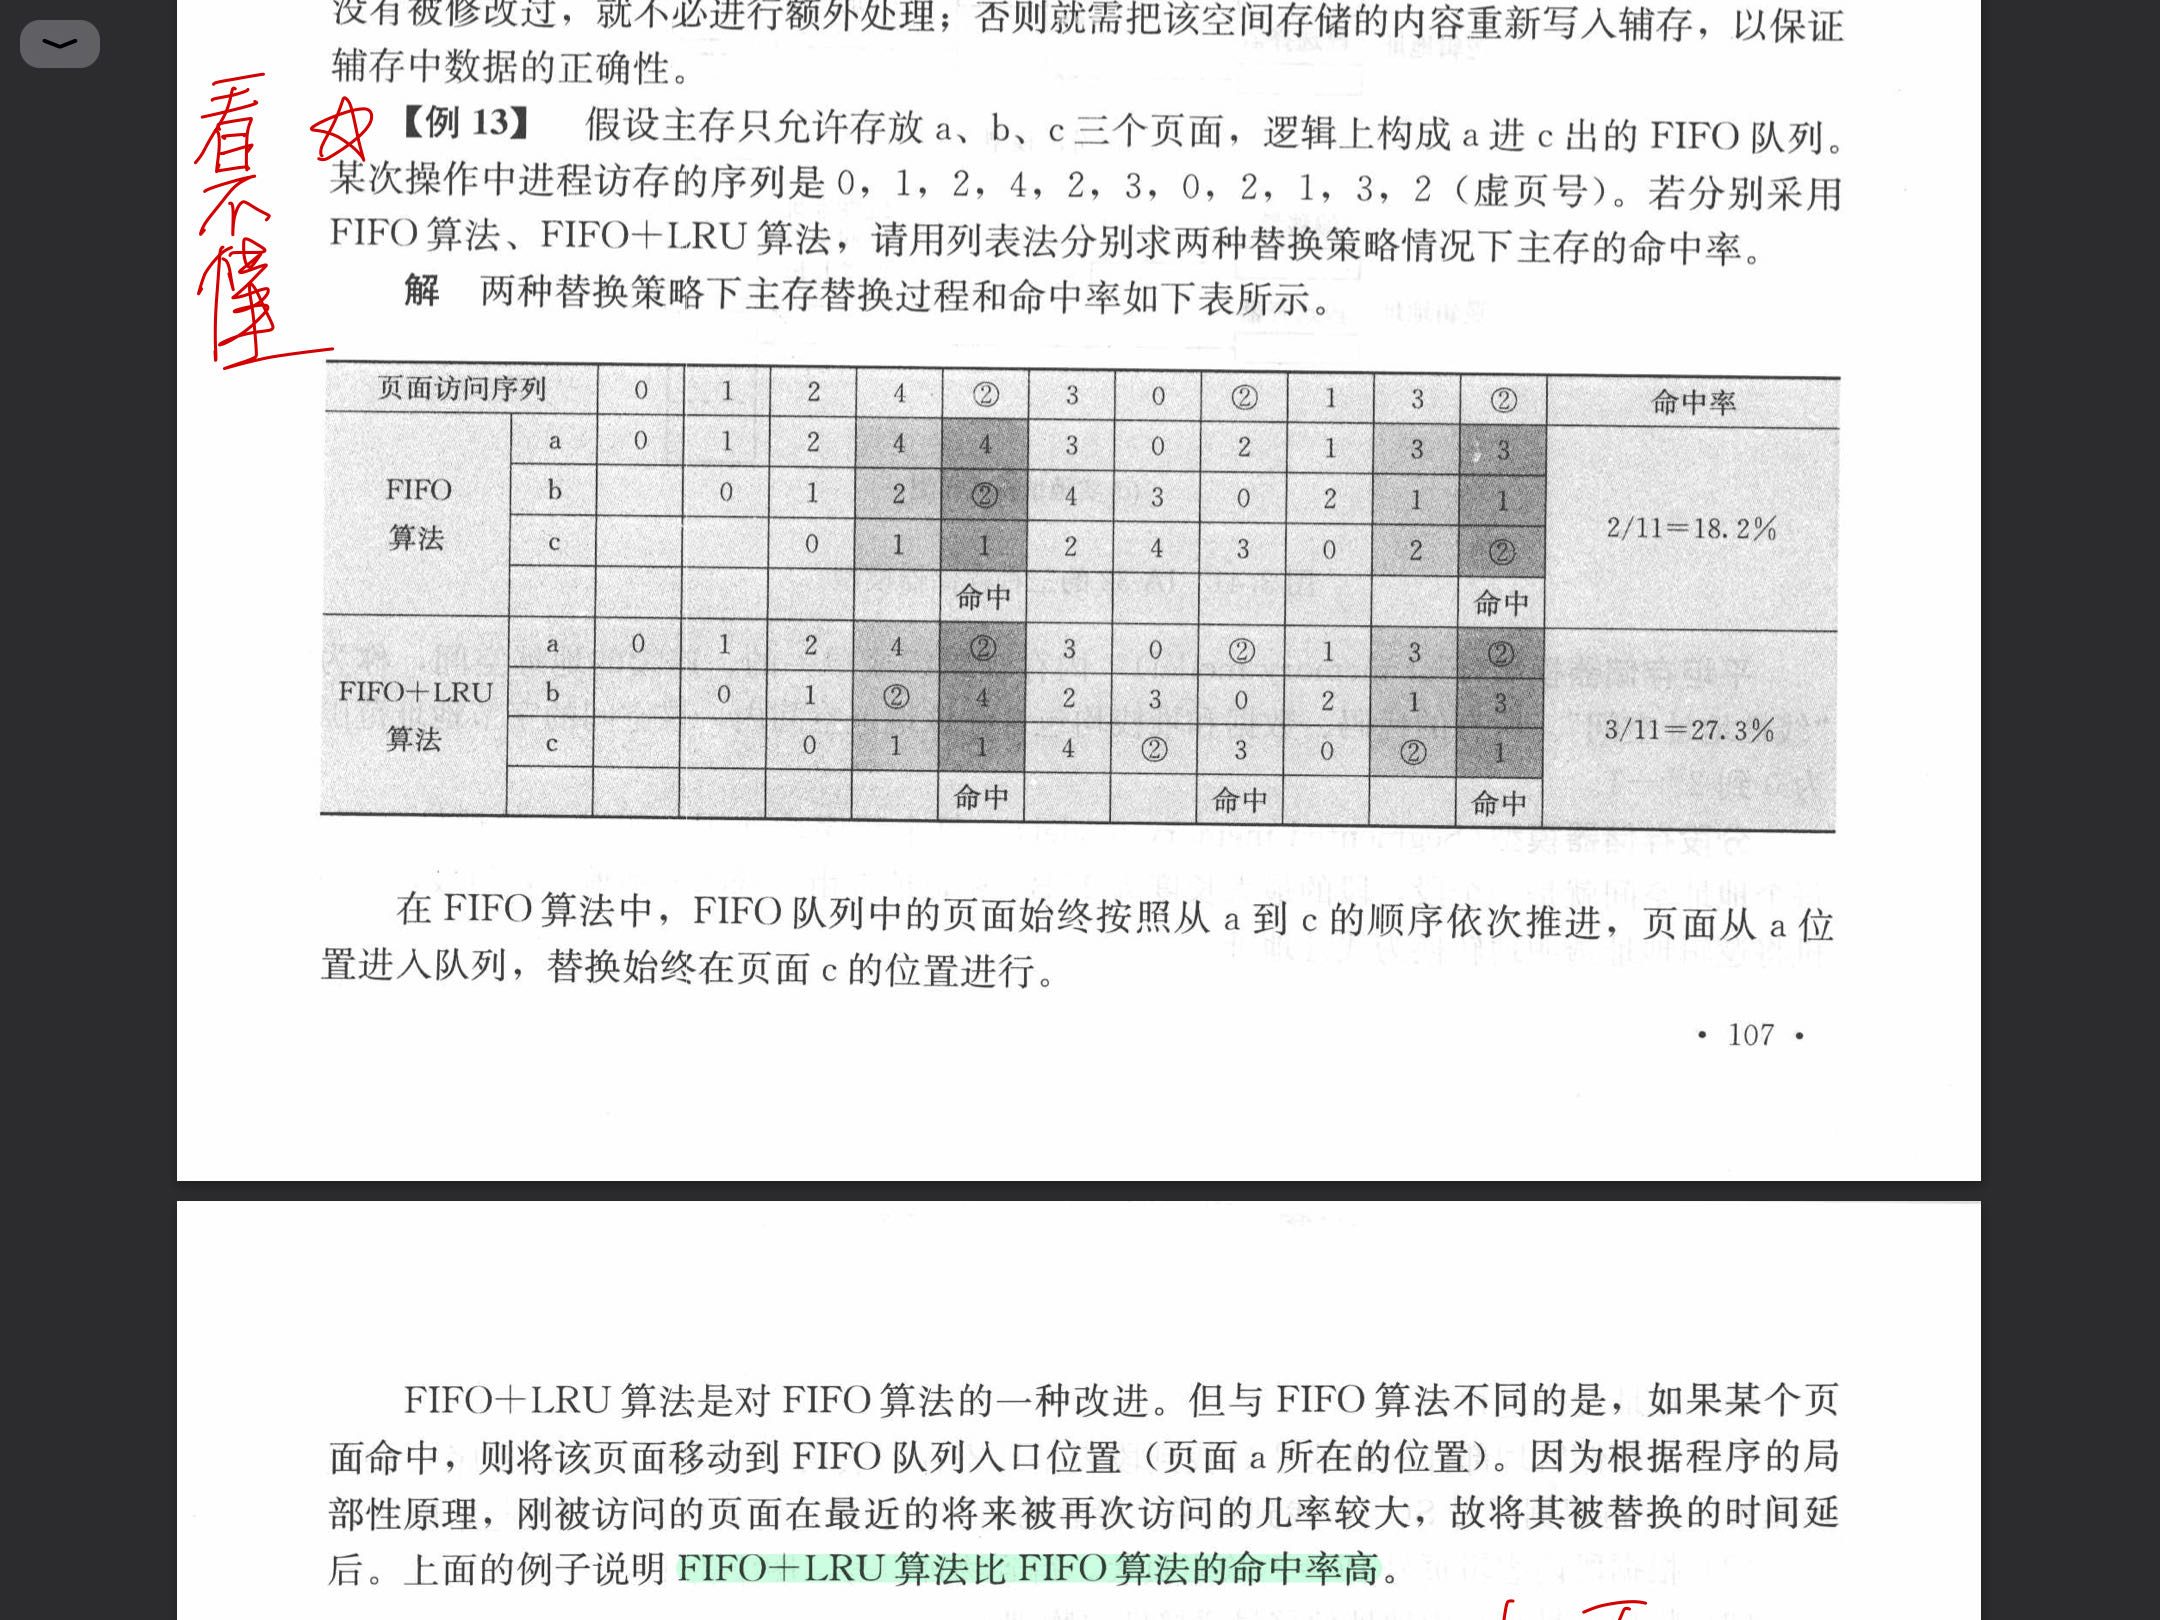 没有被修改过，就不必进行额外处理；否则就需把该空间存储的内容重新写入辅存，以保证
辅存中数据的正确性。
看不懂
【例 13】 假设主存只允许存放 a、b、c 三个页面，逻辑上构成 a 进 c 出的 FIFO 队列。
某次操作中进程访存的序列是 0，1，2，4，2，3，0，2，1，3，2（虚页号）。若分别采用
FIFO 算法、FIFO+LRU 算法，请用列表法分别求两种替换策略情况下主存的命中率。
解 两种替换策略下主存替换过程和命中率如下表所示。
页面访问序列 0 1 2 4 ② 3 0 ② 1 3 ② 命中率
FIFO 算法
a 0 1 2 4 4 3 0 2 1 3 3
b 0 1 2 ② 4 3 0 2 1 1
c 0 1 1 2 4 3 0 2 ②
命中 命中
2/11=18.2%
FIFO+LRU 算法
a 0 1 2 4 ② 3 0 ② 1 3 ②
b 0 1 ② 4 2 3 0 2 1 3
c 0 1 1 4 ② 3 0 ② 1
命中 命中 命中
3/11=27.3%
在 FIFO 算法中，FIFO 队列中的页面始终按照从 a 到 c 的顺序依次推进，页面从 a 位
置进入队列，替换始终在页面 c 的位置进行。
· 107 ·
FIFO+LRU 算法是对 FIFO 算法的一种改进。但与 FIFO 算法不同的是，如果某个页
面命中，则将该页面移动到 FIFO 队列入口位置（页面 a 所在的位置）。因为根据程序的局
部性原理，刚被访问的页面在最近的将来被再次访问的几率较大，故将其被替换的时间延
后。上面的例子说明 FIFO+LRU 算法比 FIFO 算法的命中率高。